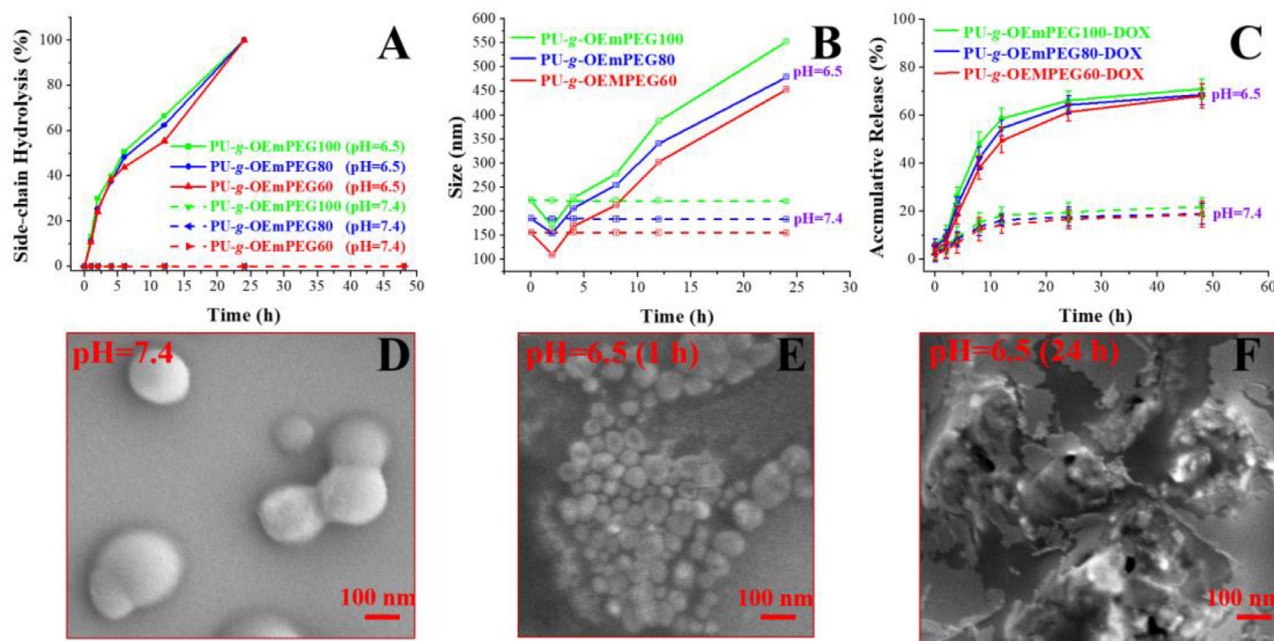 A
Side-chain Hydrolysis (%)
100
80
60
40
20
0
PU-g-OEmPEG100 (pH=6.5)
PU-g-OEmPEG80 (pH=6.5)
PU-g-OEmPEG60 (pH=6.5)
PU-g-OEmPEG100 (pH=7.4)
PU-g-OEmPEG80 (pH=7.4)
PU-g-OEmPEG60 (pH=7.4)
0 5 10 15 20 25 30 35 40 45 50
Time (h)
B
Size (nm)
600
550
500
450
400
350
300
250
200
150
100
PU-g-OEmPEG100
PU-g-OEmPEG80
PU-g-OEMPEG60
pH=6.5
pH=7.4
0 5 10 15 20 25 30
Time (h)
C
Accmulative Release (%)
100
80
60
40
20
0
PU-g-OEmPEG100-DOX
PU-g-OEmPEG80-DOX
PU-g-OEMPEG60-DOX
pH=6.5
pH=7.4
0 10 20 30 40 50 60
Time (h)
pH=7.4 D
100 nm
pH=6.5 (1 h) E
100 nm
pH=6.5 (24 h) F
100 nm